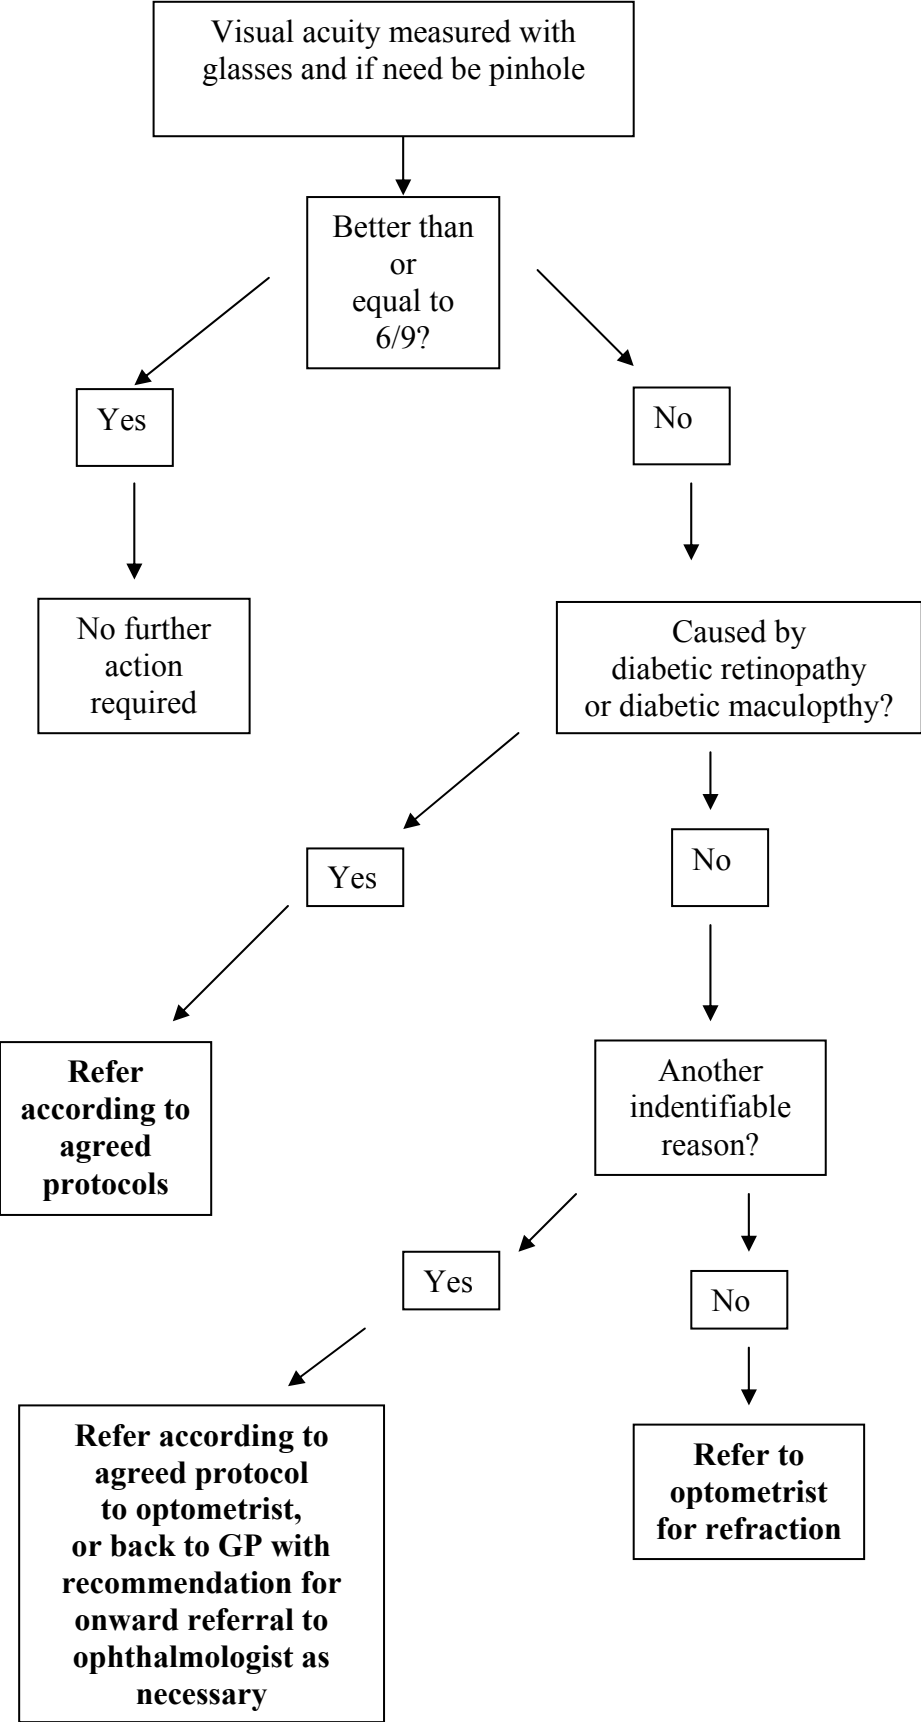 Visual acuity measured with
glasses and if need be pinhole
Better than
or
equal to
6/9?
Yes
No
No further
action
required
Caused by
diabetic retinopathy
or diabetic maculopthy?
Yes
No
Refer
according to
agreed
protocols
Another
indentifiable
reason?
Yes
No
Refer according to
agreed protocol
to optometrist,
or back to GP with
recommendation for
onward referral to
ophthalmologist as
necessary
Refer to
optometrist
for refraction